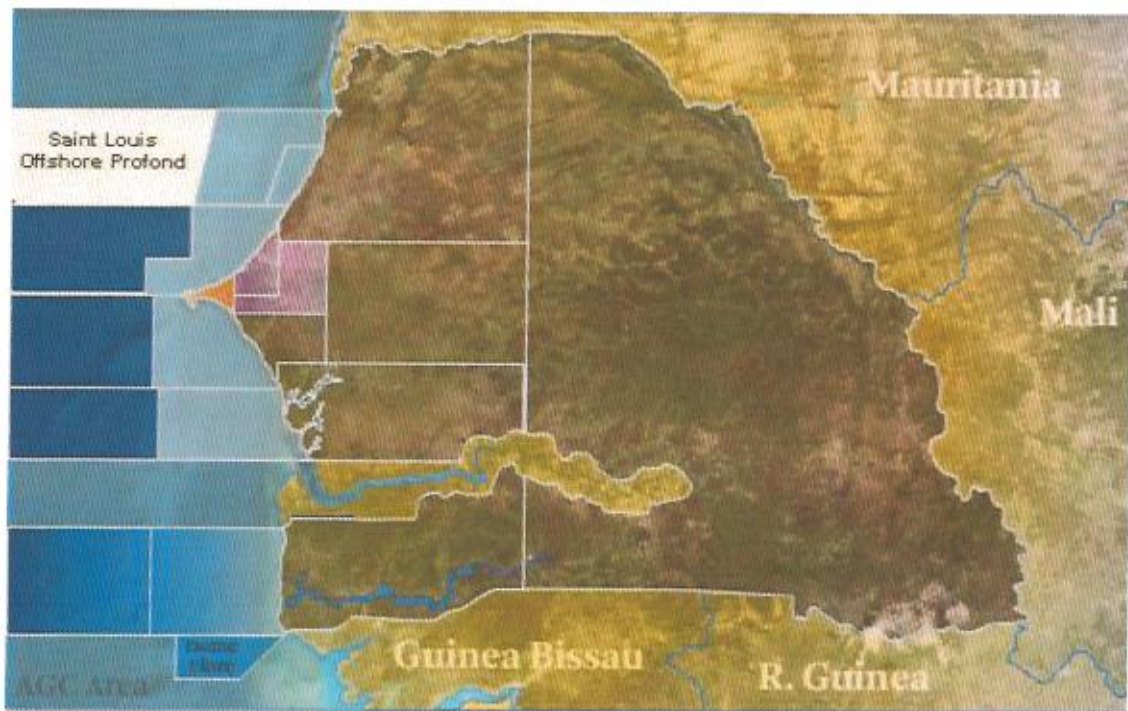 Mauritania
Saint Louis
Offshore Profond
Mali
Guinea Bissau
R. Guinea
AGC Area